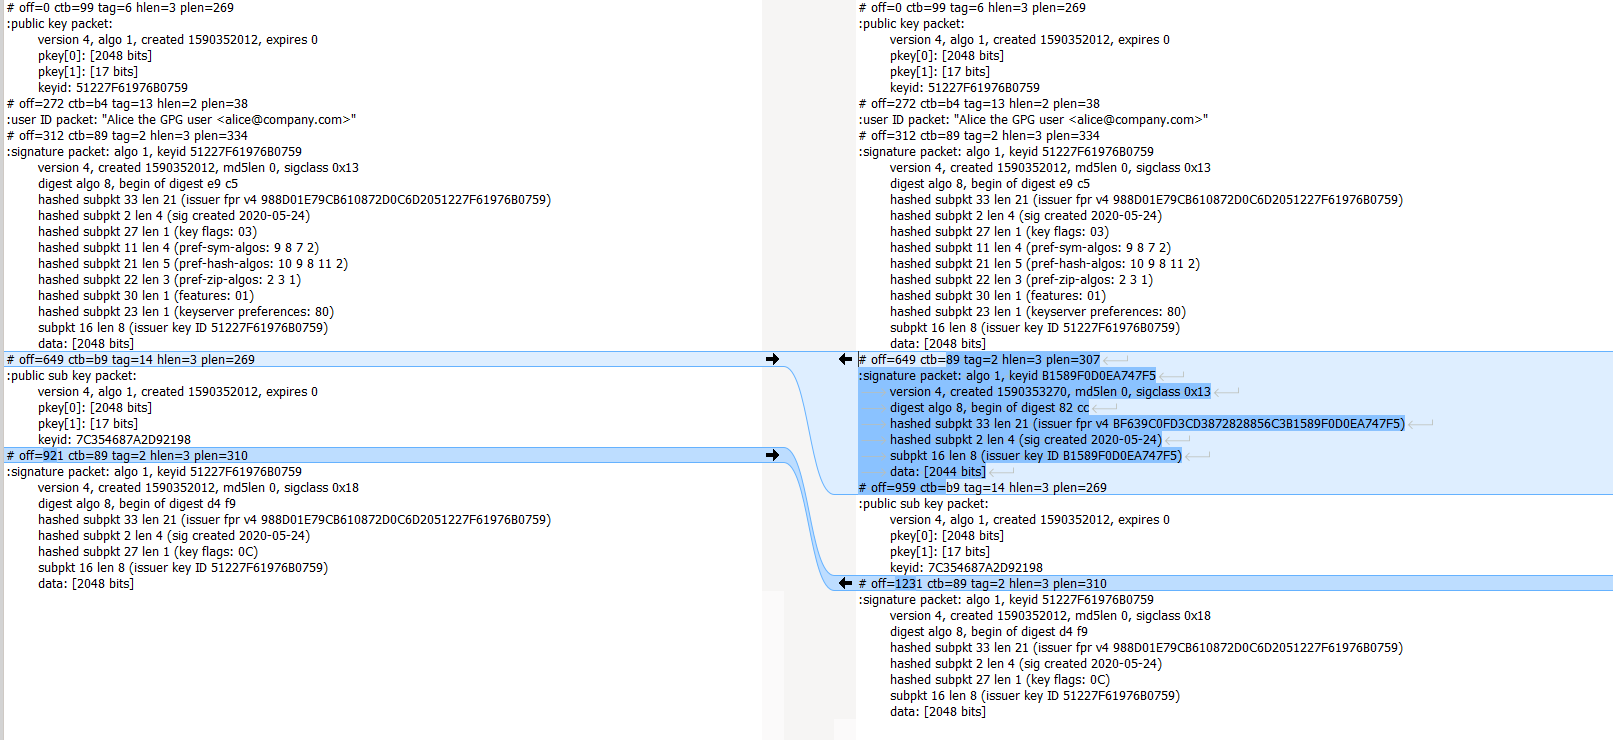 # off=0 ctb=99 tag=6 hlen=3 plen=269
:public key packet:
version 4, algo 1, created 1590352012, expires 0
pkey[0]: [2048 bits]
pkey[1]: [17 bits]
keyid: 51227F61976B0759
# off=272 ctb=b4 tag=13 hlen=2 plen=38
:user ID packet: "Alice the GPG user <alice@company.com>"
# off=312 ctb=89 tag=2 hlen=3 plen=334
:signature packet: algo 1, keyid 51227F61976B0759
version 4, created 1590352012, md5len 0, sigclass 0x13
digest algo 8, begin of digest e9 c5
hashed subpkt 33 len 21 (issuer fpr v4 988D01E79CB610872D0C6D2051227F61976B0759)
hashed subpkt 2 len 4 (sig created 2020-05-24)
hashed subpkt 27 len 1 (key flags: 03)
hashed subpkt 11 len 4 (pref-sym-algos: 9 8 7 2)
hashed subpkt 21 len 5 (pref-hash-algos: 10 9 8 11 2)
hashed subpkt 22 len 3 (pref-zip-algos: 2 3 1)
hashed subpkt 30 len 1 (features: 01)
hashed subpkt 23 len 1 (keyserver preferences: 80)
subpkt 16 len 8 (issuer key ID 51227F61976B0759)
data: [2048 bits]
# off=649 ctb=b9 tag=14 hlen=3 plen=269
:public sub key packet:
version 4, algo 1, created 1590352012, expires 0
pkey[0]: [2048 bits]
pkey[1]: [17 bits]
keyid: 7C354687A2D92198
# off=921 ctb=89 tag=2 hlen=3 plen=310
:signature packet: algo 1, keyid 51227F61976B0759
version 4, created 1590352012, md5len 0, sigclass 0x18
digest algo 8, begin of digest d4 f9
hashed subpkt 33 len 21 (issuer fpr v4 988D01E79CB610872D0C6D2051227F61976B0759)
hashed subpkt 2 len 4 (sig created 2020-05-24)
hashed subpkt 27 len 1 (key flags: 0C)
subpkt 16 len 8 (issuer key ID 51227F61976B0759)
data: [2048 bits]
# off=0 ctb=99 tag=6 hlen=3 plen=269
:public key packet:
version 4, algo 1, created 1590352012, expires 0
pkey[0]: [2048 bits]
pkey[1]: [17 bits]
keyid: 51227F61976B0759
# off=272 ctb=b4 tag=13 hlen=2 plen=38
:user ID packet: "Alice the GPG user <alice@company.com>"
# off=312 ctb=89 tag=2 hlen=3 plen=334
:signature packet: algo 1, keyid 51227F61976B0759
version 4, created 1590352012, md5len 0, sigclass 0x13
digest algo 8, begin of digest e9 c5
hashed subpkt 33 len 21 (issuer fpr v4 988D01E79CB610872D0C6D2051227F61976B0759)
hashed subpkt 2 len 4 (sig created 2020-05-24)
hashed subpkt 27 len 1 (key flags: 03)
hashed subpkt 11 len 4 (pref-sym-algos: 9 8 7 2)
hashed subpkt 21 len 5 (pref-hash-algos: 10 9 8 11 2)
hashed subpkt 22 len 3 (pref-zip-algos: 2 3 1)
hashed subpkt 30 len 1 (features: 01)
hashed subpkt 23 len 1 (keyserver preferences: 80)
subpkt 16 len 8 (issuer key ID 51227F61976B0759)
data: [2048 bits]
# off=649 ctb=89 tag=2 hlen=3 plen=307
:signature packet: algo 1, keyid B1589F0D0EA747F5
version 4, created 1590353270, md5len 0, sigclass 0x13
digest algo 8, begin of digest 82 cc
hashed subpkt 33 len 21 (issuer fpr v4 BF639C0FD3CD3872828856C3B1589F0D0EA747F5)
hashed subpkt 2 len 4 (sig created 2020-05-24)
subpkt 16 len 8 (issuer key ID B1589F0D0EA747F5)
data: [2044 bits]
# off=959 ctb=b9 tag=14 hlen=3 plen=269
:public sub key packet:
version 4, algo 1, created 1590352012, expires 0
pkey[0]: [2048 bits]
pkey[1]: [17 bits]
keyid: 7C354687A2D92198
# off=1231 ctb=89 tag=2 hlen=3 plen=310
:signature packet: algo 1, keyid 51227F61976B0759
version 4, created 1590352012, md5len 0, sigclass 0x18
digest algo 8, begin of digest d4 f9
hashed subpkt 33 len 21 (issuer fpr v4 988D01E79CB610872D0C6D2051227F61976B0759)
hashed subpkt 2 len 4 (sig created 2020-05-24)
hashed subpkt 27 len 1 (key flags: 0C)
subpkt 16 len 8 (issuer key ID 51227F61976B0759)
data: [2048 bits]